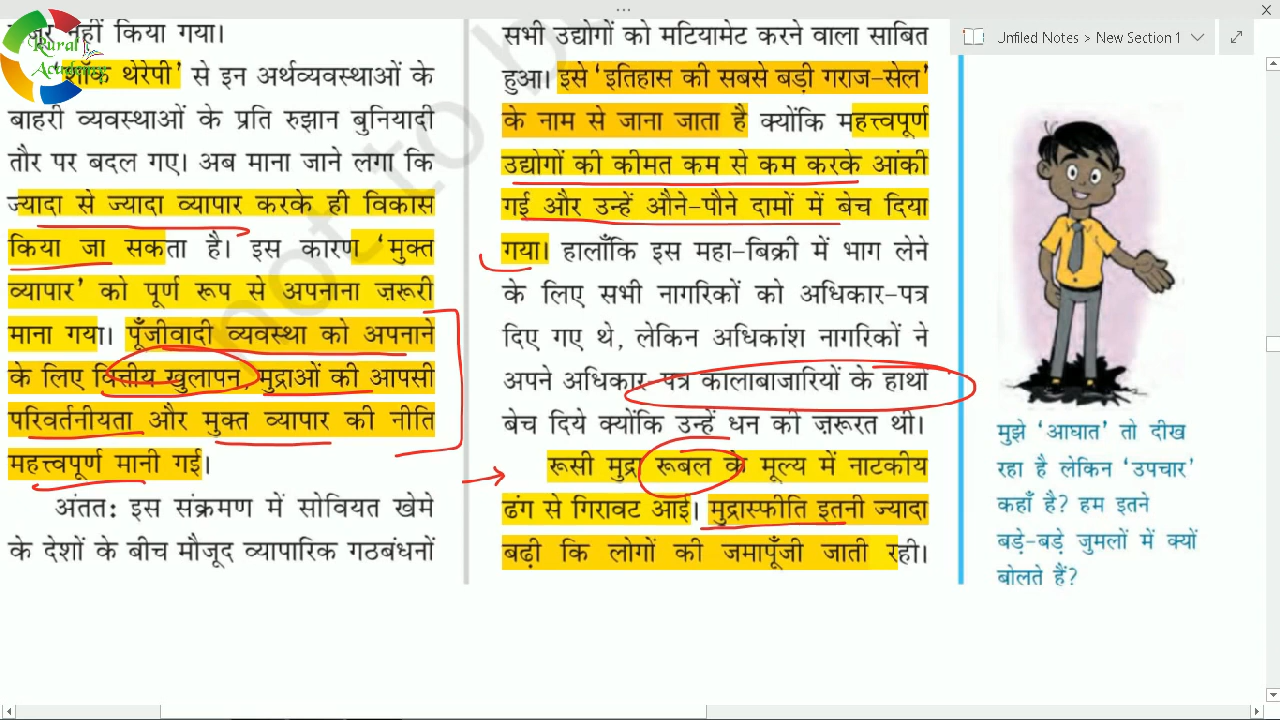 Rural
Academy
नहीं किया गया।
थेरेपी' से इन अर्थव्यवस्थाओं के
बाहरी व्यवस्थाओं के प्रति रुझान बुनियादी
तौर पर बदल गए। अब माना जाने लगा कि
ज्यादा से ज्यादा व्यापार करके ही विकास
किया जा सकता है। इस कारण 'मुक्त
व्यापार' को पूर्ण रूप से अपनाना ज़रूरी
माना गया। पूँजीवादी व्यवस्था को अपनाने
के लिए वित्तीय खुलापन, मुद्राओं की आपसी
परिवर्तनीयता और मुक्त व्यापार की नीति
महत्त्वपूर्ण मानी गई।
अंतत: इस संक्रमण में सोवियत खेमे
के देशों के बीच मौजूद व्यापारिक गठबंधनों
सभी उद्योगों को मटियामेट करने वाला साबित
हुआ। इसे 'इतिहास की सबसे बड़ी गराज-सेल'
के नाम से जाना जाता है क्योंकि महत्त्वपूर्ण
उद्योगों की कीमत कम से कम करके आंकी
गई और उन्हें औने-पौने दामों में बेच दिया
गया। हालाँकि इस महा-बिक्री में भाग लेने
के लिए सभी नागरिकों को अधिकार-पत्र
दिए गए थे, लेकिन अधिकांश नागरिकों ने
अपने अधिकार-पत्र कालाबाजारियों के हाथों
बेच दिये क्योंकि उन्हें धन की ज़रूरत थी।
रूसी मुद्रा रूबल के मूल्य में नाटकीय
ढंग से गिरावट आई। मुद्रास्फीति इतनी ज्यादा
बढ़ी कि लोगों की जमापूँजी जाती रही।
Unfiled Notes > New Section 1
मुझे 'आघात' तो दीख
रहा है लेकिन 'उपचार'
कहाँ है? हम इतने
बड़े-बड़े जुमलों में क्यों
बोलते हैं?
not to b